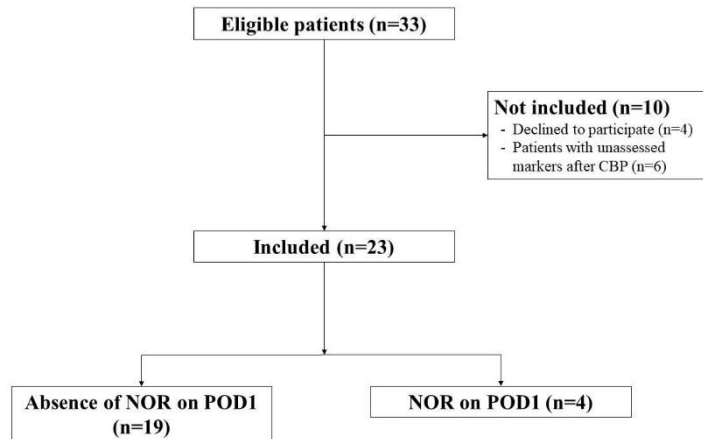 Eligible patients (n=33)
Not included (n=10)
- Declined to participate (n=4)
- Patients with unassessed
markers after CBP (n=6)
Included (n=23)
Absence of NOR on POD1
(n=19)
NOR on POD1 (n=4)